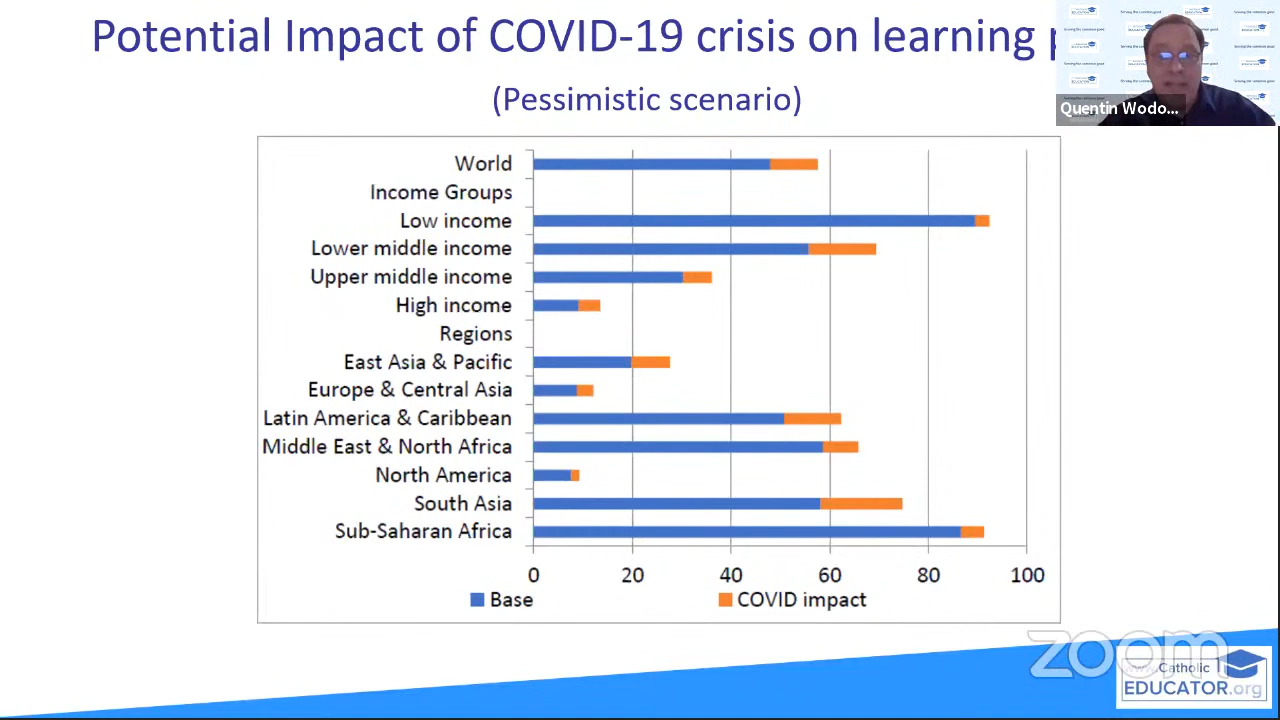 Potential Impact of COVID-19 crisis on learning
(Pessimistic scenario)
Quentin Wodo...
World
Income Groups
Low income
Lower middle income
Upper middle income
High income
Regions
East Asia & Pacific
Europe & Central Asia
Latin America & Caribbean
Middle East & North Africa
North America
South Asia
Sub-Saharan Africa
0 20 40 60 80 100
Base COVID impact
zoom
www.Catholic
EDUCATOR.org